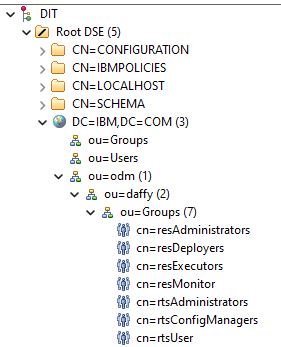 DIT
Root DSE (5)
CN=CONFIGURATION
CN=IBMPOLICIES
CN=LOCALHOST
CN=SCHEMA
DC=IBM,DC=COM (3)
ou=Groups
ou=Users
ou=odm (1)
ou=daffy (2)
ou=Groups (7)
cn=resAdministrators
cn=resDeployers
cn=resExecutors
cn=resMonitor
cn=rtsAdministrators
cn=rtsConfigManagers
cn=rtsUser